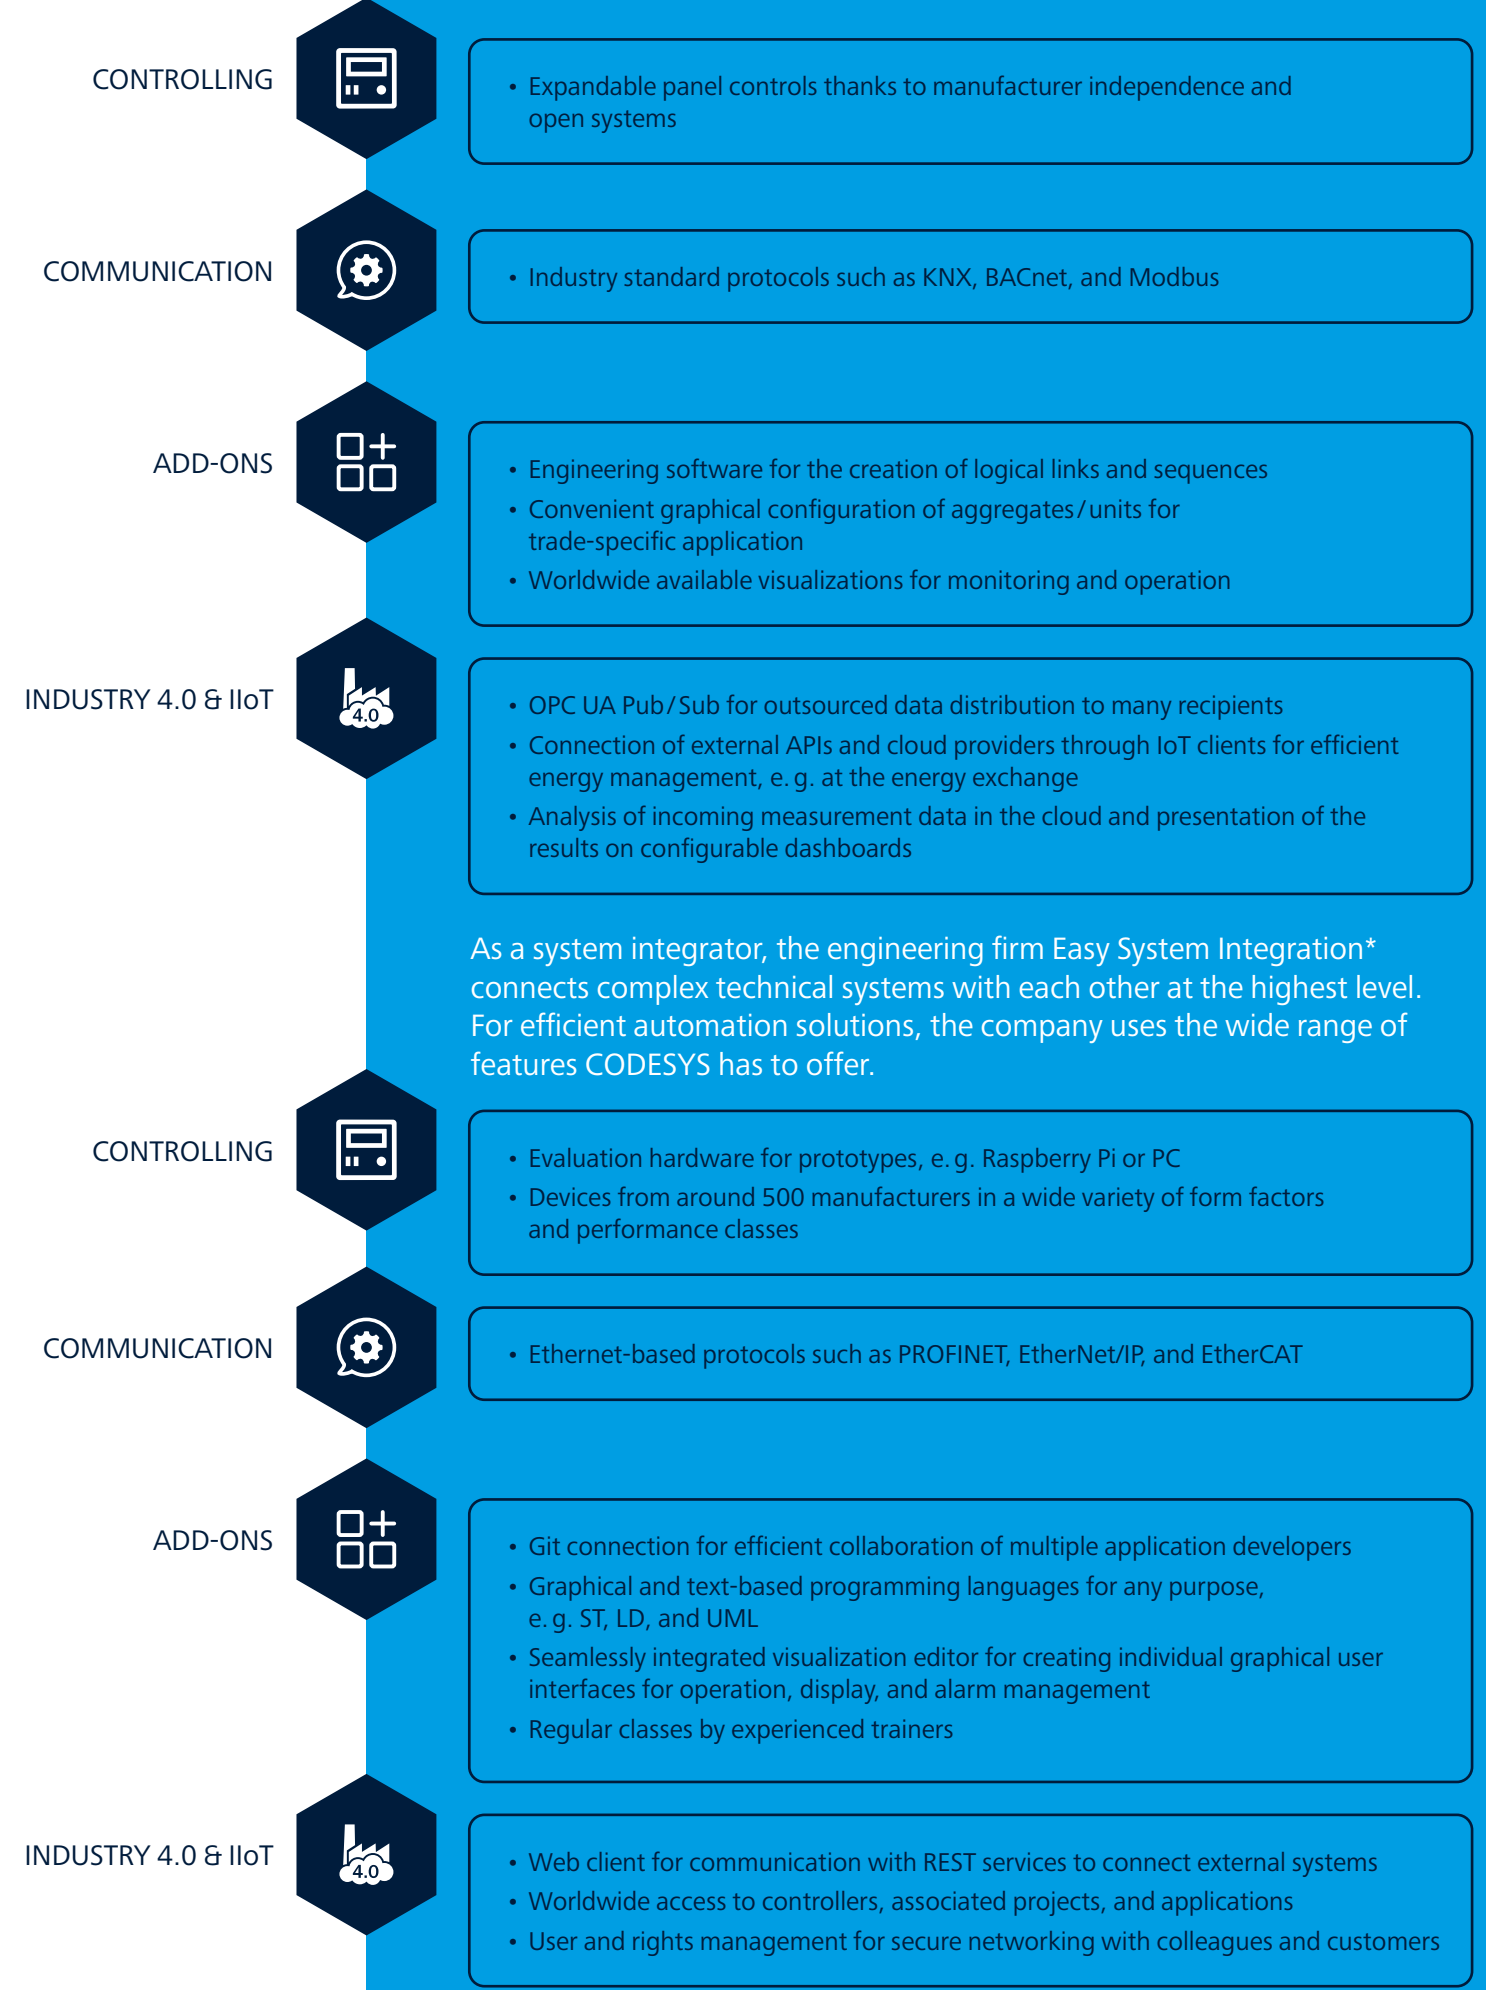 CONTROLLING
• Expandable panel controls thanks to manufacturer independence and
open systems
COMMUNICATION
• Industry standard protocols such as KNX, BACnet, and Modbus
ADD-ONS
• Engineering software for the creation of logical links and sequences
• Convenient graphical configuration of aggregates/units for
trade-specific application
• Worldwide available visualizations for monitoring and operation
INDUSTRY 4.0 & IIoT
4.0
• OPC UA Pub/Sub for outsourced data distribution to many recipients
• Connection of external APIs and cloud providers through IoT clients for efficient
energy management, e. g. at the energy exchange
• Analysis of incoming measurement data in the cloud and presentation of the
results on configurable dashboards
As a system integrator, the engineering firm Easy System Integration*
connects complex technical systems with each other at the highest level.
For efficient automation solutions, the company uses the wide range of
features CODESYS has to offer.
CONTROLLING
• Evaluation hardware for prototypes, e. g. Raspberry Pi or PC
• Devices from around 500 manufacturers in a wide variety of form factors
and performance classes
COMMUNICATION
• Ethernet-based protocols such as PROFINET, EtherNet/IP, and EtherCAT
ADD-ONS
• Git connection for efficient collaboration of multiple application developers
• Graphical and text-based programming languages for any purpose,
e. g. ST, LD, and UML
• Seamlessly integrated visualization editor for creating individual graphical user
interfaces for operation, display, and alarm management
• Regular classes by experienced trainers
INDUSTRY 4.0 & IIoT
4.0
• Web client for communication with REST services to connect external systems
• Worldwide access to controllers, associated projects, and applications
• User and rights management for secure networking with colleagues and customers